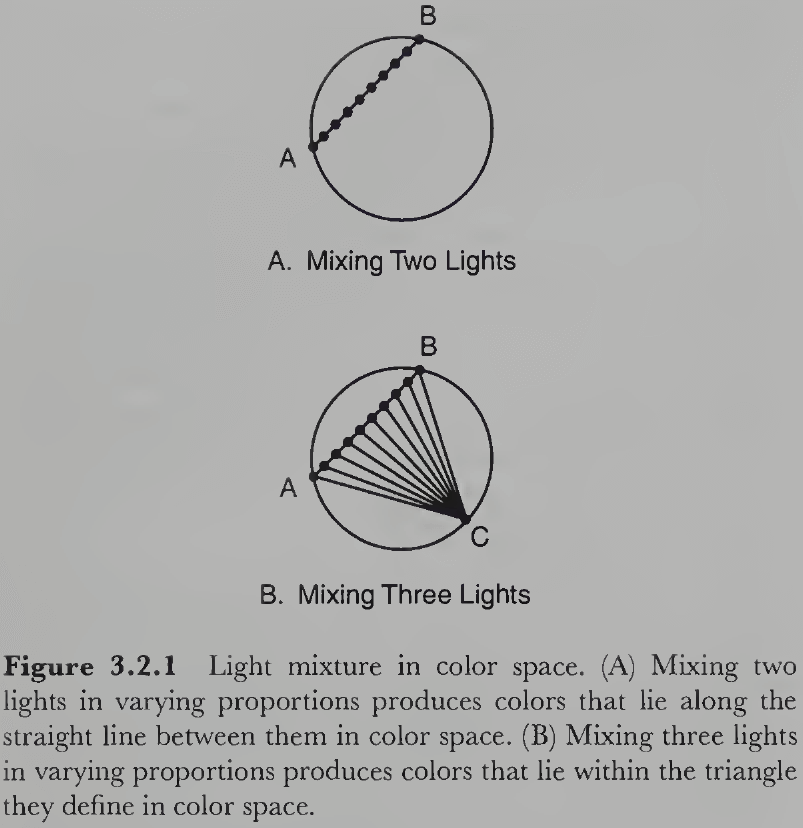 B
A
A. Mixing Two Lights
B
A
C
B. Mixing Three Lights
Figure 3.2.1 Light mixture in color space. (A) Mixing two
lights in varying proportions produces colors that lie along the
straight line between them in color space. (B) Mixing three lights
in varying proportions produces colors that lie within the triangle
they define in color space.